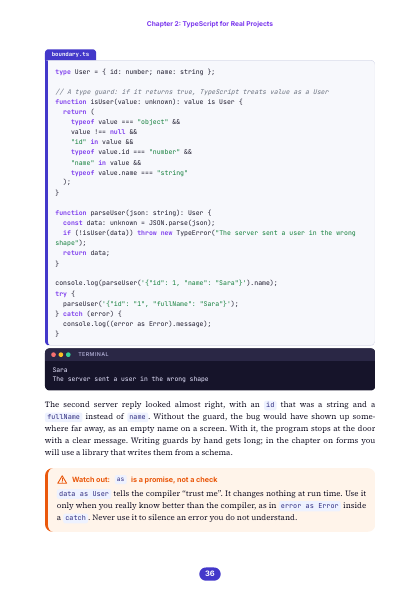 Chapter 2: TypeScript for Real Projects
boundary.ts
type User = { id: number; name: string };
// A type guard: if it returns true, TypeScript treats value as a User
function isUser(value: unknown): value is User {
return (
typeof value === "object" &&
value !== null &&
"id" in value &&
typeof value.id === "number" &&
"name" in value &&
typeof value.name === "string"
);
}
function parseUser(json: string): User {
const data: unknown = JSON.parse(json);
if (!isUser(data)) throw new TypeError("The server sent a user in the wrong
shape");
return data;
}
console.log(parseUser('{"id": 1, "name": "Sara"}').name);
try {
parseUser('{"id": "1", "fullName": "Sara"}');
} catch (error) {
console.log((error as Error).message);
}
TERMINAL
Sara
The server sent a user in the wrong shape
The second server reply looked almost right, with an id that was a string and a
fullName instead of name. Without the guard, the bug would have shown up some-
where far away, as an empty name on a screen. With it, the program stops at the door
with a clear message. Writing guards by hand gets long; in the chapter on forms you
will use a library that writes them from a schema.
Watch out: as is a promise, not a check
data as User tells the compiler “trust me”. It changes nothing at run time. Use it
only when you really know better than the compiler, as in error as Error inside
a catch. Never use it to silence an error you do not understand.
36